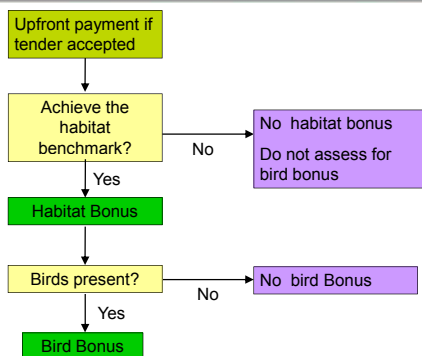 Upfront payment if
tender accepted
Achieve the
habitat
benchmark?
No
No habitat bonus
Do not assess for
bird bonus
Yes
Habitat Bonus
Birds present?
No
No bird Bonus
Yes
Bird Bonus